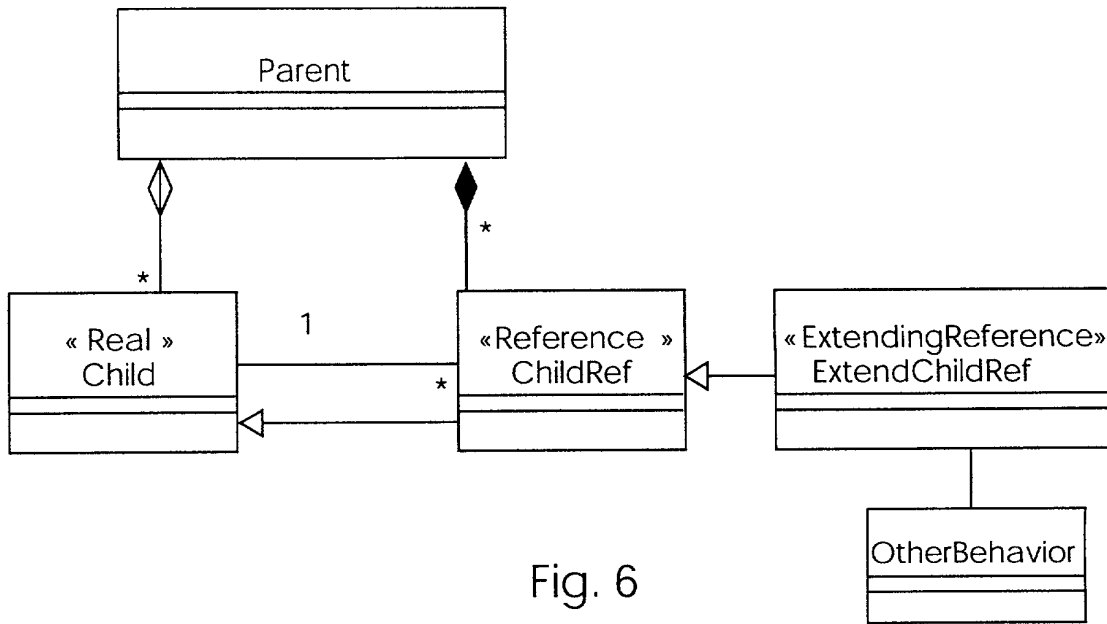 Parent
*
*
« Real »
Child
1
*
«Reference »
ChildRef
«ExtendingReference»
ExtendChildRef
OtherBehavior
Fig. 6